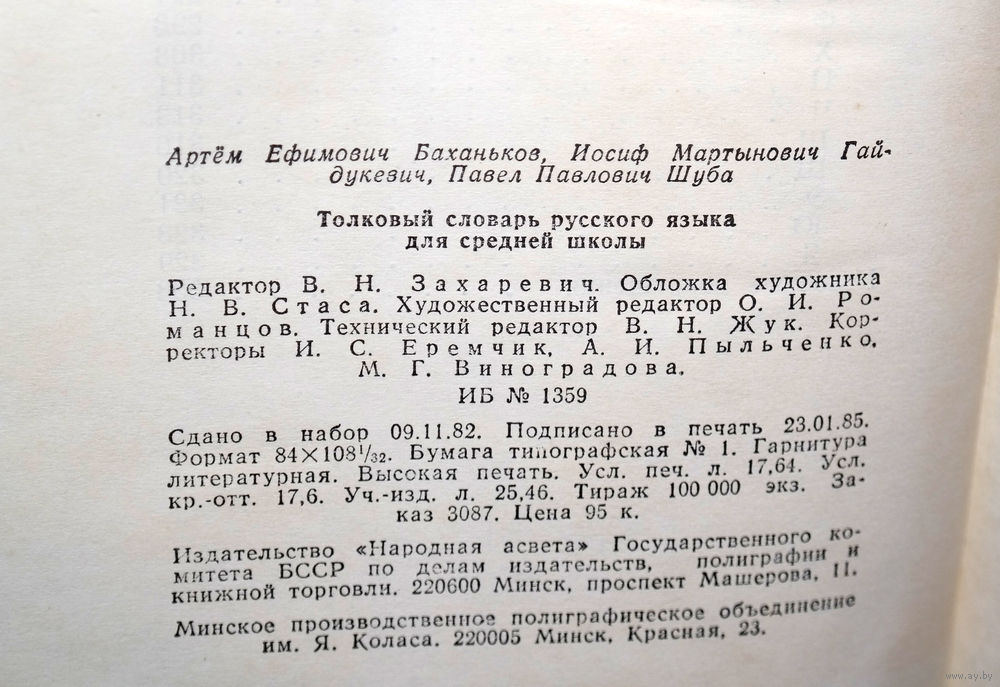 Артём Ефимович Баханьков, Иосиф Мартынович Гай-
дукевич, Павел Павлович Шуба
Толковый словарь русского языка
для средней школы
Редактор В. Н. Захаревич. Обложка художника
Н. В. Стаса. Художественный редактор О. И. Ро-
манцов. Технический редактор В. Н. Жук. Кор-
ректоры И. С. Еремчик, А. И. Пыльченко,
М. Г. Виноградова.
ИБ № 1359
Сдано в набор 09.11.82. Подписано в печать 23.01.85.
Формат 84×108¹/₃₂. Бумага типографская № 1. Гарнитура
литературная. Высокая печать. Усл. печ. л. 17,64. Усл.
кр.-отт. 17,6. Уч.-изд. л. 25,46. Тираж 100 000 экз. За-
каз 3087. Цена 95 к.
Издательство «Народная асвета» Государственного ко-
митета БССР по делам издательств, полиграфии и
книжной торговли. 220600 Минск, проспект Машерова, 11.
Минское производственное полиграфическое объединение
им. Я. Коласа. 220005 Минск, Красная, 23.
www.ay.by